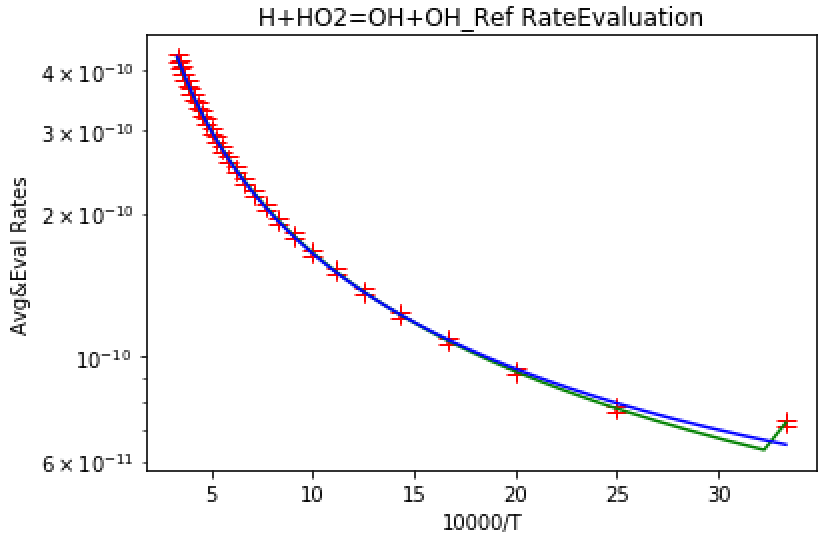 H+HO2=OH+OH_Ref RateEvaluation
4 × 10⁻¹⁰
3 × 10⁻¹⁰
2 × 10⁻¹⁰
10⁻¹⁰
6 × 10⁻¹¹
Avg&Eval Rates
5 10 15 20 25 30
10000/T